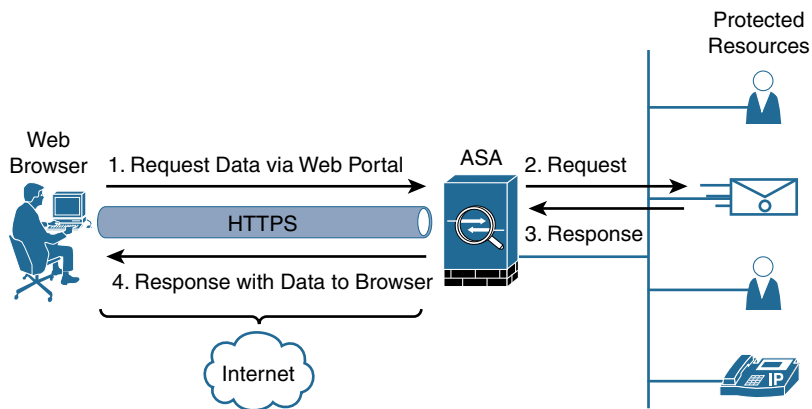 Protected
Resources
Web
Browser
1. Request Data via Web Portal
ASA
2. Request
HTTPS
3. Response
4. Response with Data to Browser
Internet
IP